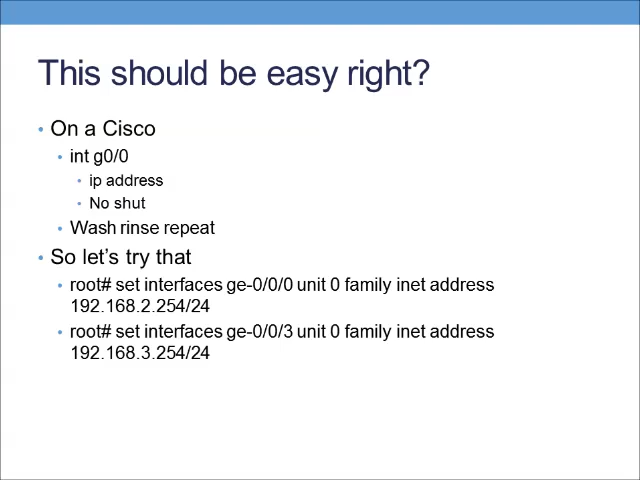 This should be easy right?
• On a Cisco
• int g0/0
• ip address
• No shut
• Wash rinse repeat
• So let's try that
• root# set interfaces ge-0/0/0 unit 0 family inet address
192.168.2.254/24
• root# set interfaces ge-0/0/3 unit 0 family inet address
192.168.3.254/24